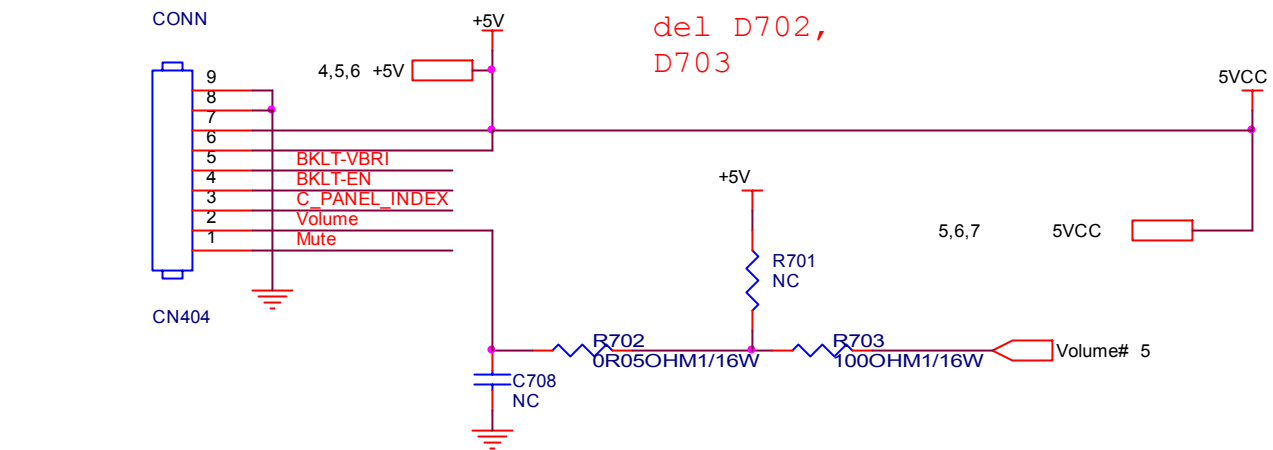 CONN
+5V
del D702,
D703
4,5,6 +5V
5VCC
9
8
7
6
5 BKLT-VBRI
4 BKLT-EN
3 C_PANEL_INDEX
2 Volume
1 Mute
+5V
5,6,7 5VCC
R701
NC
CN404
R702
0R05OHM1/16W
R703
100OHM1/16W
Volume# 5
C708
NC